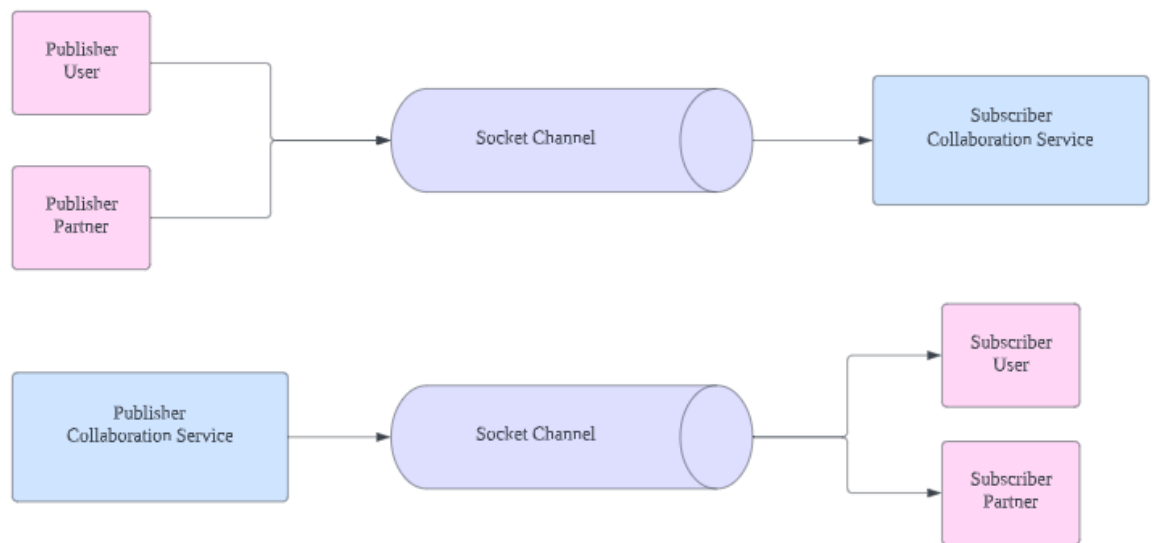 Publisher
User
Publisher
Partner
Socket Channel
Subscriber
Collaboration Service
Publisher
Collaboration Service
Socket Channel
Subscriber
User
Subscriber
Partner